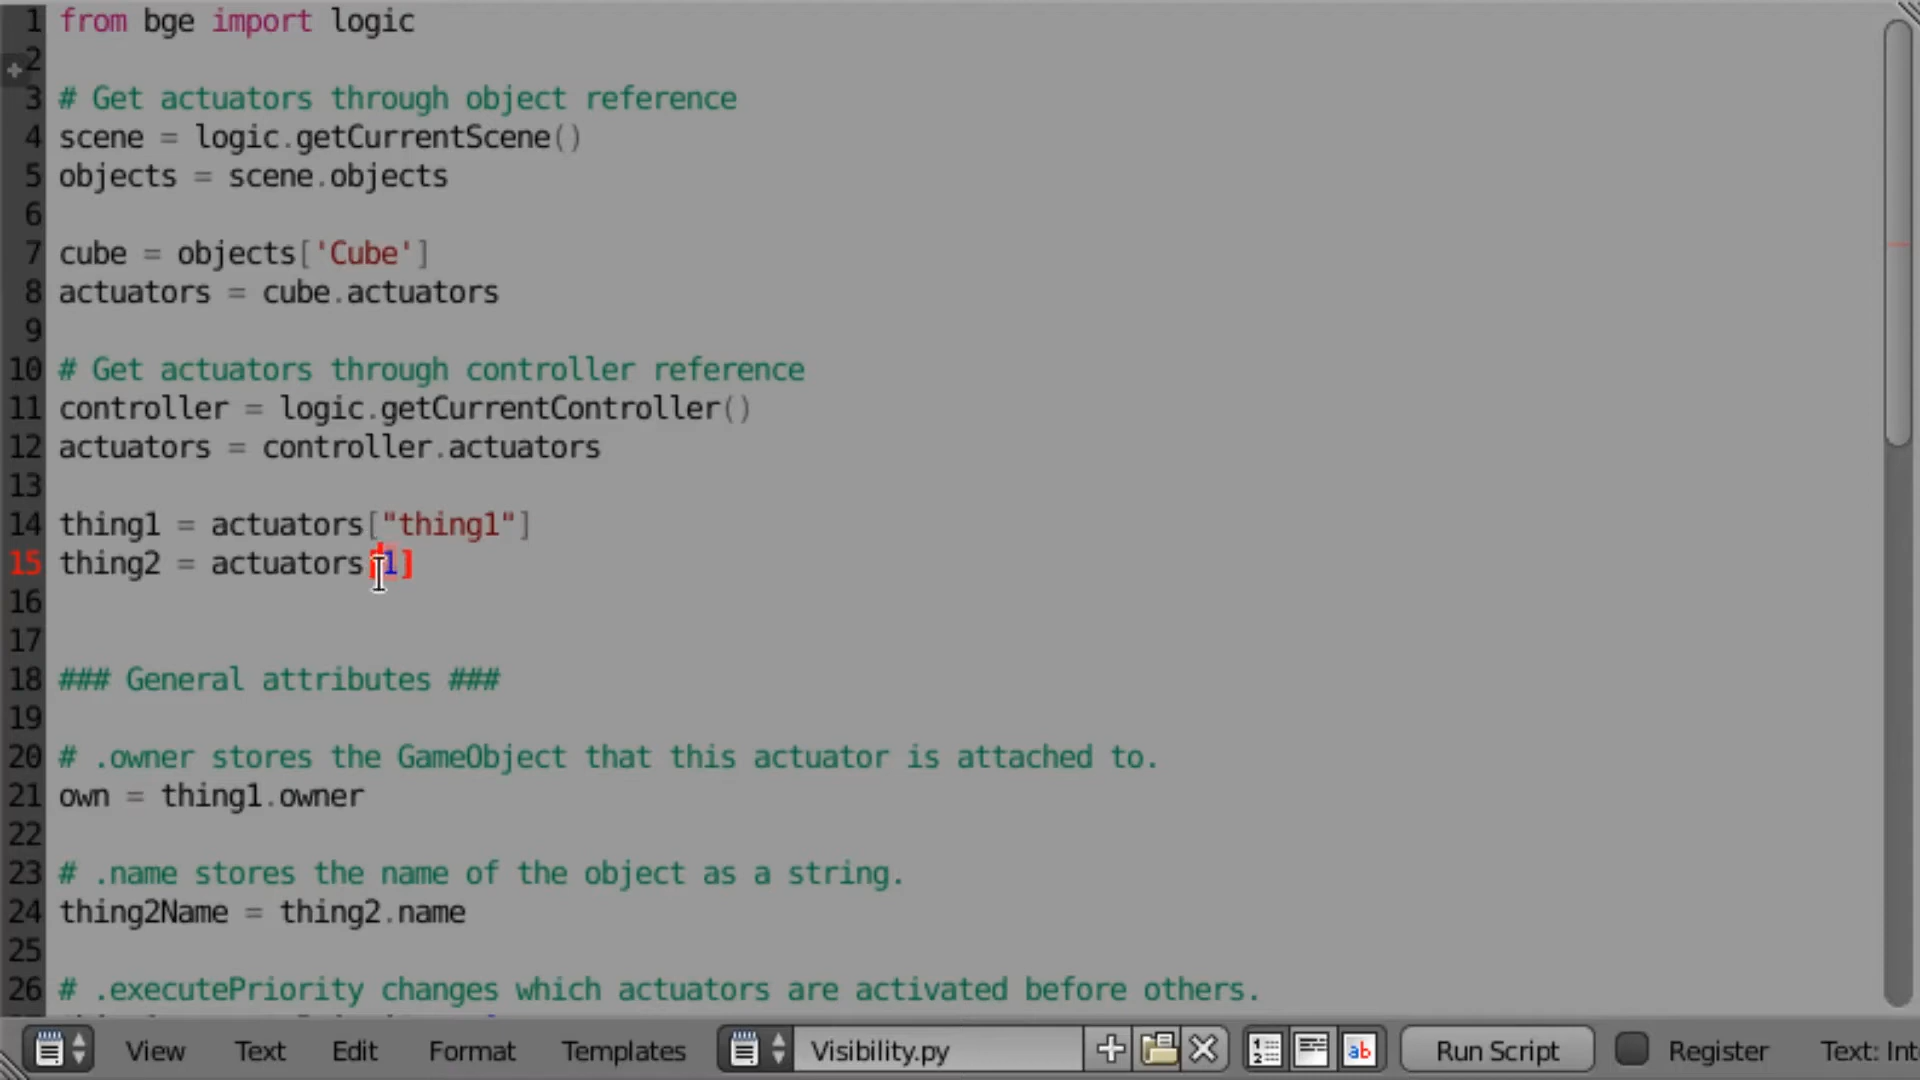 1 from bge import logic
2
3 # Get actuators through object reference
4 scene = logic.getCurrentScene()
5 objects = scene.objects
6
7 cube = objects['Cube']
8 actuators = cube.actuators
9
10 # Get actuators through controller reference
11 controller = logic.getCurrentController()
12 actuators = controller.actuators
13
14 thing1 = actuators["thing1"]
15 thing2 = actuators[1]
16
17
18 ### General attributes ###
19
20 # .owner stores the GameObject that this actuator is attached to.
21 own = thing1.owner
22
23 # .name stores the name of the object as a string.
24 thing2Name = thing2.name
25
26 # .executePriority changes which actuators are activated before others.
View Text Edit Format Templates Visibility.py Run Script Register Text: Int